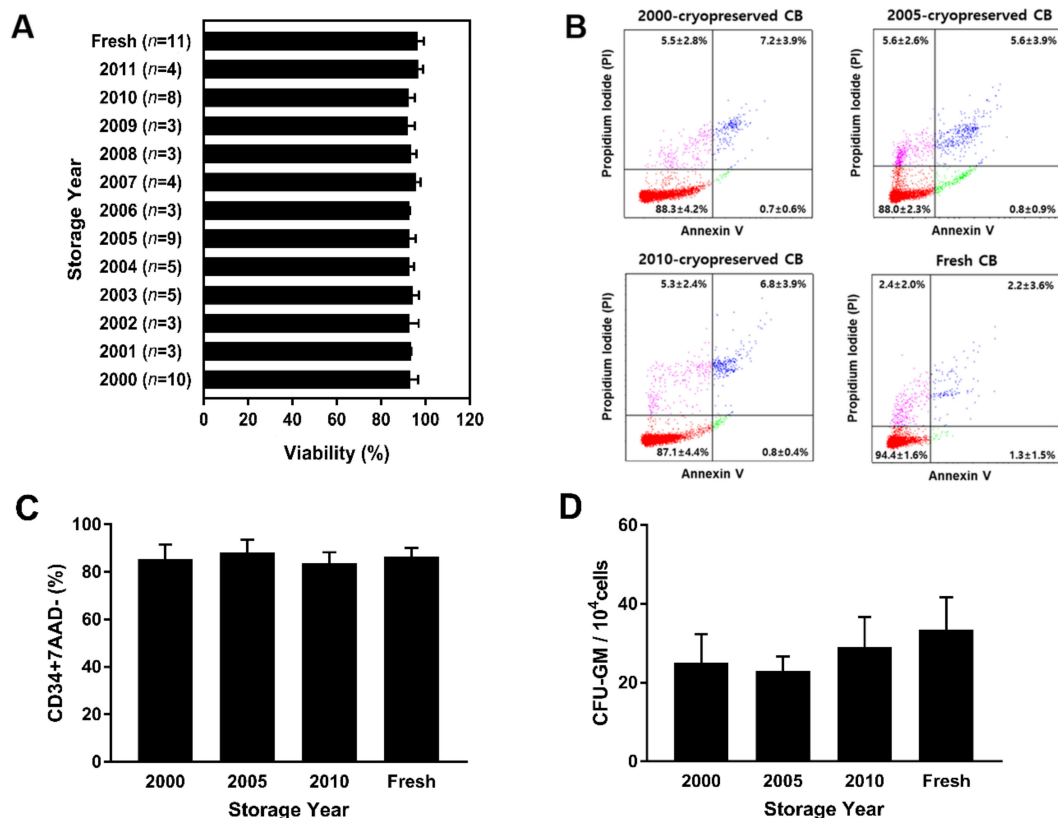 A
Storage Year
Fresh (n=11)
2011 (n=4)
2010 (n=8)
2009 (n=3)
2008 (n=3)
2007 (n=4)
2006 (n=3)
2005 (n=9)
2004 (n=5)
2003 (n=5)
2002 (n=3)
2001 (n=3)
2000 (n=10)
0 20 40 60 80 100 120
Viability (%)
B
2000-cryopreserved CB
Propidium Iodide (PI)
5.5±2.8% 7.2±3.9%
88.3±4.2% 0.7±0.6%
Annexin V
2005-cryopreserved CB
Propidium Iodide (PI)
5.6±2.6% 5.6±3.9%
88.0±2.3% 0.8±0.9%
Annexin V
2010-cryopreserved CB
Propidium Iodide (PI)
5.3±2.4% 6.8±3.9%
87.1±4.4% 0.8±0.4%
Annexin V
Fresh CB
Propidium Iodide (PI)
2.4±2.0% 2.2±3.6%
94.4±1.6% 1.3±1.5%
Annexin V
C
CD34+7AAD- (%)
100
80
60
40
20
0
2000 2005 2010 Fresh
Storage Year
D
CFU-GM / 10⁴cells
60
40
20
0
2000 2005 2010 Fresh
Storage Year